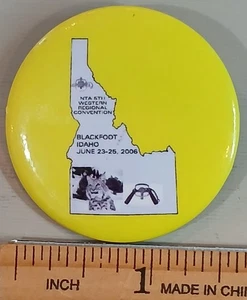 NTA 5TH
WESTERN
REGIONAL
CONVENTION
BLACKFOOT
IDAHO
JUNE 23-25, 2006
INCH
1
MADE IN CHI